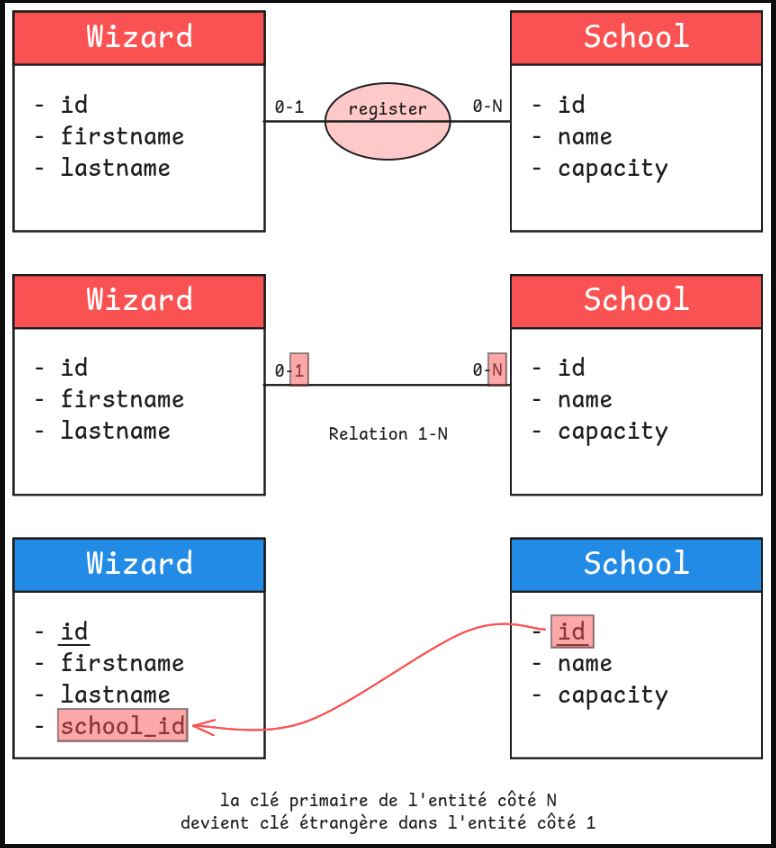 Wizard
School
- id
- firstname
- lastname
0-1
register
0-N
- id
- name
- capacity
Wizard
School
- id
- firstname
- lastname
0-1
0-N
Relation 1-N
- id
- name
- capacity
Wizard
School
- id
- firstname
- lastname
- school_id
- id
- name
- capacity
la clé primaire de l'entité côté N
devient clé étrangère dans l'entité côté 1